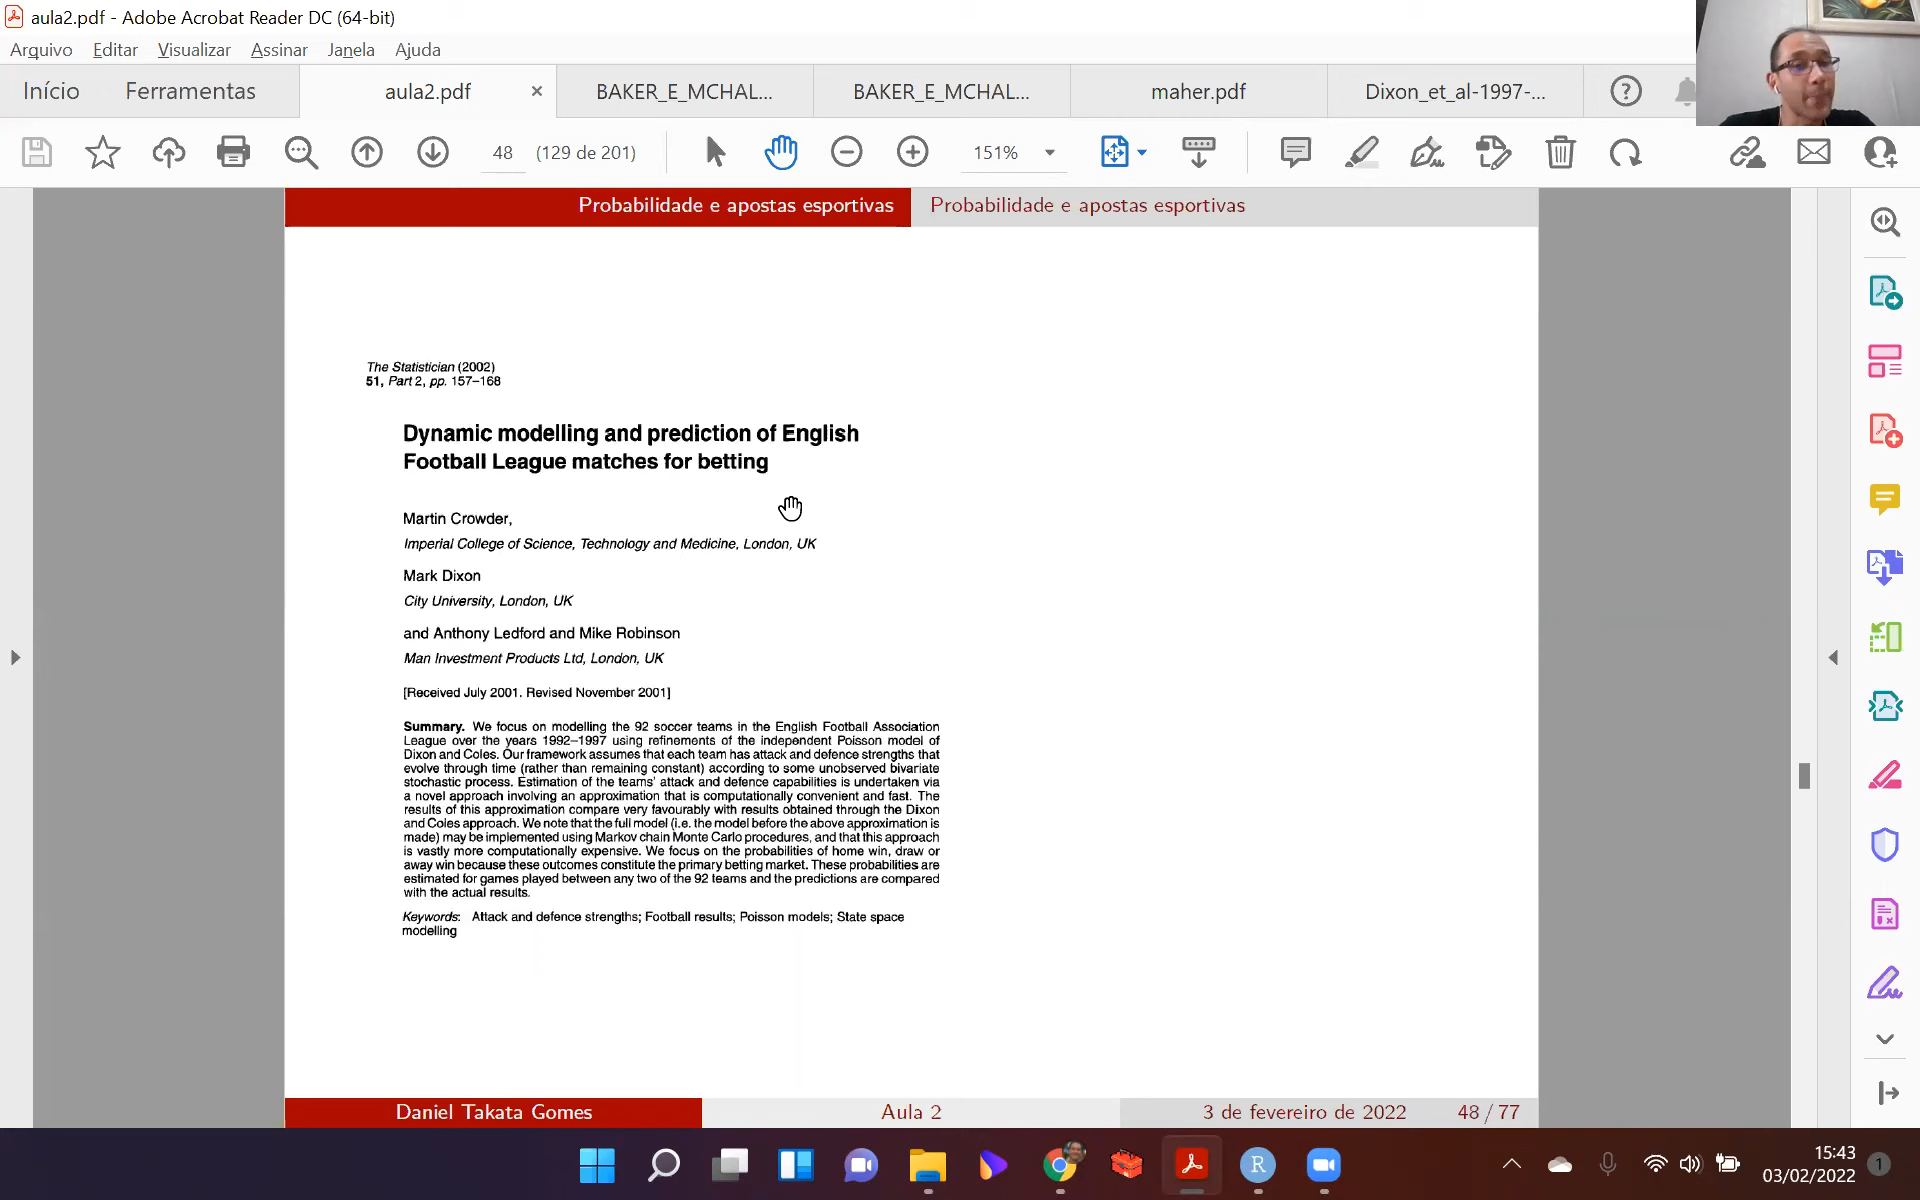 aula2.pdf - Adobe Acrobat Reader DC (64-bit)
Arquivo Editar Visualizar Assinar Janela Ajuda
Início Ferramentas aula2.pdf × BAKER_E_MCHAL... BAKER_E_MCHAL... maher.pdf Dixon_et_al-1997-... ?
48 (129 de 201) 151%
Probabilidade e apostas esportivas Probabilidade e apostas esportivas
The Statistician (2002)
51, Part 2, pp. 157–168
Dynamic modelling and prediction of English
Football League matches for betting
Martin Crowder,
Imperial College of Science, Technology and Medicine, London, UK
Mark Dixon
City University, London, UK
and Anthony Ledford and Mike Robinson
Man Investment Products Ltd, London, UK
[Received July 2001. Revised November 2001]
Summary. We focus on modelling the 92 soccer teams in the English Football Association
League over the years 1992–1997 using refinements of the independent Poisson model of
Dixon and Coles. Our framework assumes that each team has attack and defence strengths that
evolve through time (rather than remaining constant) according to some unobserved bivariate
stochastic process. Estimation of the teams' attack and defence capabilities is undertaken via
a novel approach involving an approximation that is computationally convenient and fast. The
results of this approximation compare very favourably with results obtained through the Dixon
and Coles approach. We note that the full model (i.e. the model before the above approximation is
made) may be implemented using Markov chain Monte Carlo procedures, and that this approach
is vastly more computationally expensive. We focus on the probabilities of home win, draw or
away win because these outcomes constitute the primary betting market. These probabilities are
estimated for games played between any two of the 92 teams and the predictions are compared
with the actual results.
Keywords: Attack and defence strengths; Football results; Poisson models; State space
modelling
Daniel Takata Gomes Aula 2 3 de fevereiro de 2022 48 / 77
R
15:43
03/02/2022 1